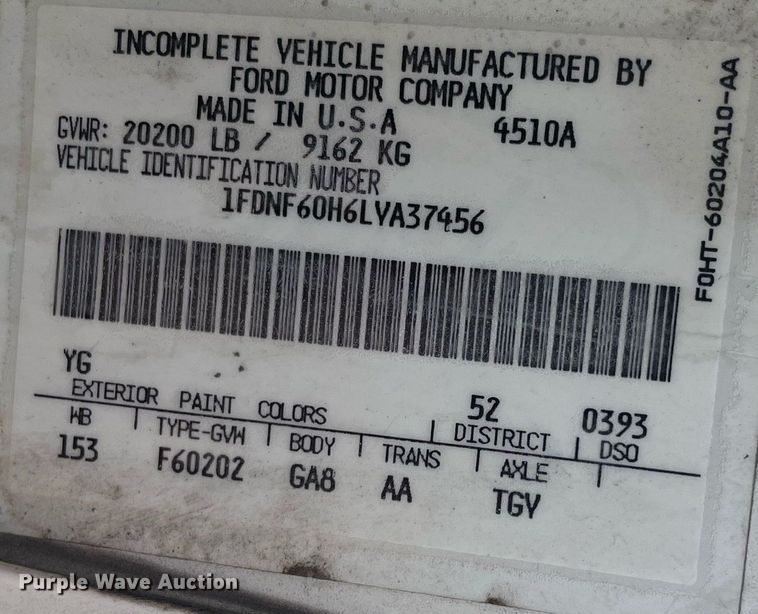 INCOMPLETE VEHICLE MANUFACTURED BY
FORD MOTOR COMPANY
MADE IN U.S.A 4510A
GVWR: 20200 LB / 9162 KG
VEHICLE IDENTIFICATION NUMBER
1FDNF60H6LVA37456
F0HT-60204A10-AA
YG 52 0393
EXTERIOR PAINT COLORS DISTRICT DSO
WB TYPE-GVW BODY TRANS AXLE
153 F60202 GA8 AA TGY
Purple Wave Auction